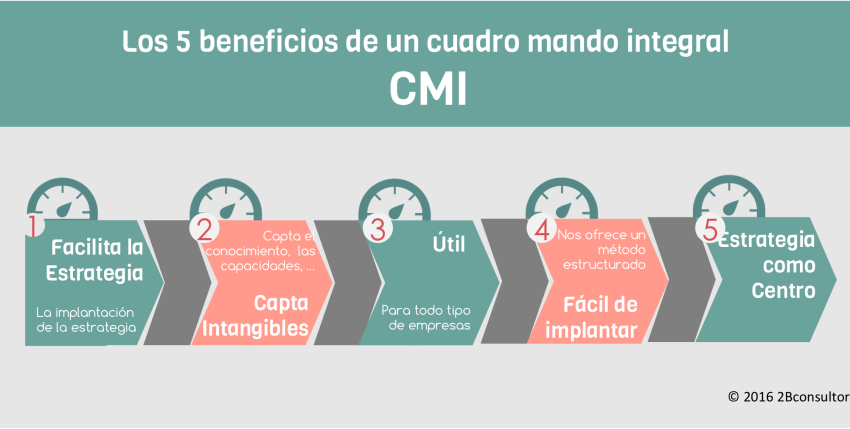 Los 5 beneficios de un cuadro mando integral
CMI
1
Facilita la
Estrategia
La implantación
de la estrategia
2
Capta el
conocimiento, las
capacidades, ...
Capta
Intangibles
3
Útil
Para todo tipo
de empresas
4
Nos ofrece un
método
estructurado
Fácil de
implantar
5
Estrategia
como
Centro
© 2016 2Bconsultor